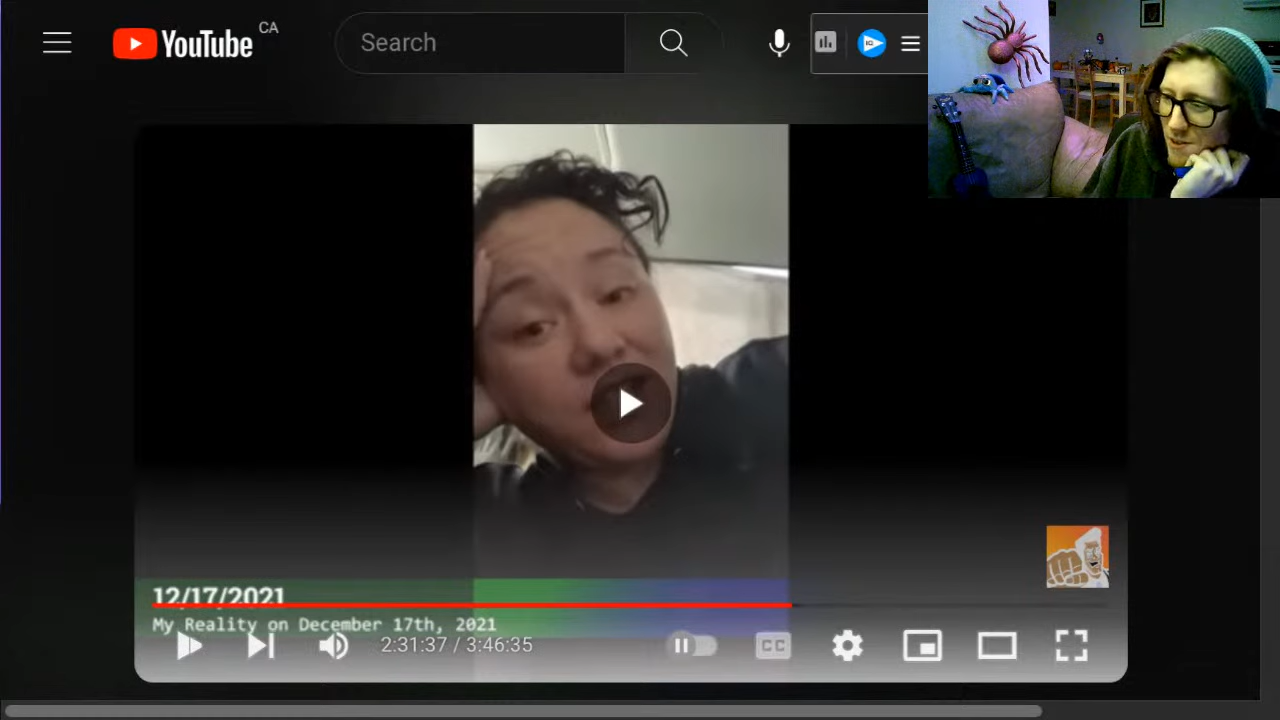 YouTube CA
Search
IQ
12/17/2021
My Reality on December 17th, 2021
2:31:37 / 3:46:35
CC